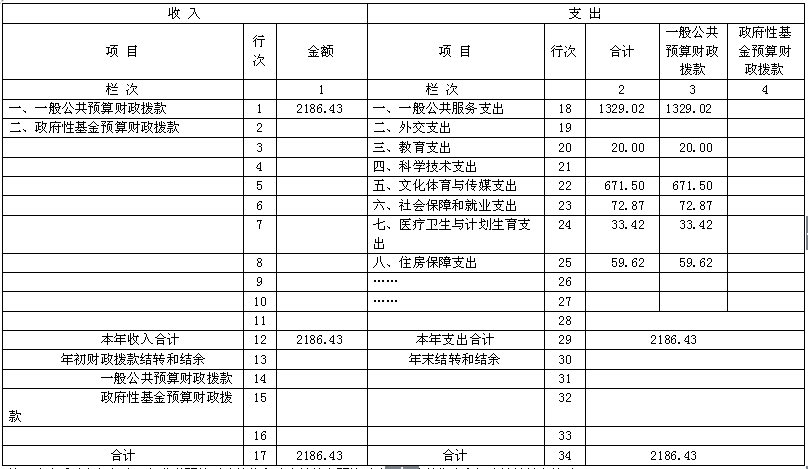 收 入 支 出
项 目 行次 金额 项 目 行次 合计 一般公共预算财政拨款 政府性基金预算财政拨款
栏 次 1 栏 次 2 3 4
一、一般公共预算财政拨款 1 2186.43 一、一般公共服务支出 18 1329.02 1329.02
二、政府性基金预算财政拨款 2 二、外交支出 19
3 三、教育支出 20 20.00 20.00
4 四、科学技术支出 21
5 五、文化体育与传媒支出 22 671.50 671.50
6 六、社会保障和就业支出 23 72.87 72.87
7 七、医疗卫生与计划生育支出 24 33.42 33.42
8 八、住房保障支出 25 59.62 59.62
9 …… 26
10 …… 27
11 28
本年收入合计 12 2186.43 本年支出合计 29 2186.43
年初财政拨款结转和结余 13 年末结转和结余 30
一般公共预算财政拨款 14 31
政府性基金预算财政拨款 15 32
16 33
合计 17 2186.43 合计 34 2186.43